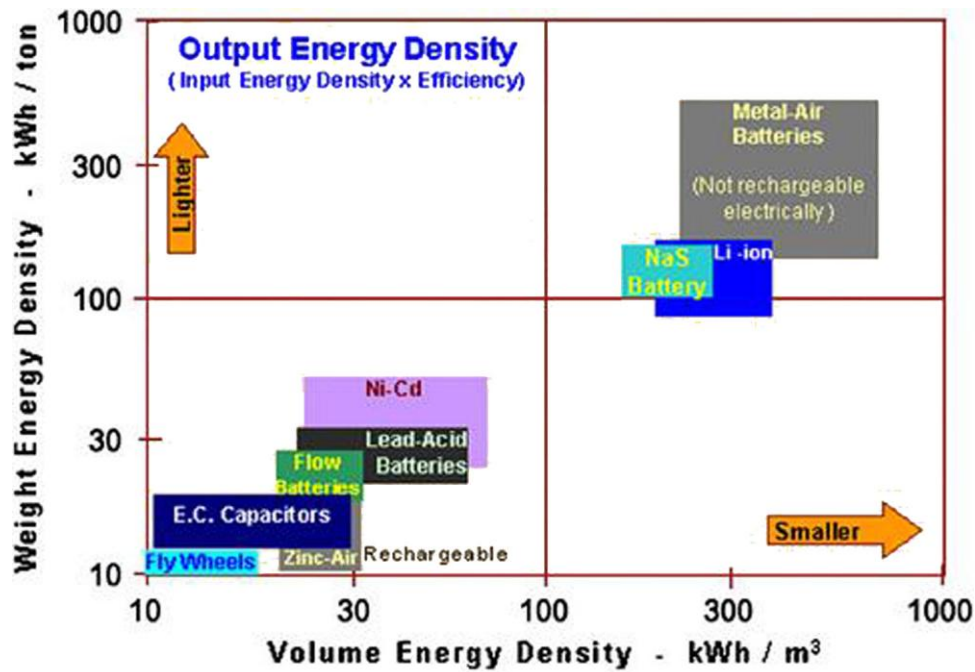 1000
Output Energy Density
( Input Energy Density x Efficiency)
Weight Energy Density - kWh / ton
Lighter
Metal-Air
Batteries
(Not rechargeable
electrically )
300
NaS
Battery
Li -ion
100
Ni-Cd
30
Lead-Acid
Batteries
Flow
Batteries
E.C. Capacitors
Smaller
Fly Wheels
Zinc-Air
Rechargeable
10
10
30
100
300
1000
Volume Energy Density - kWh / m³